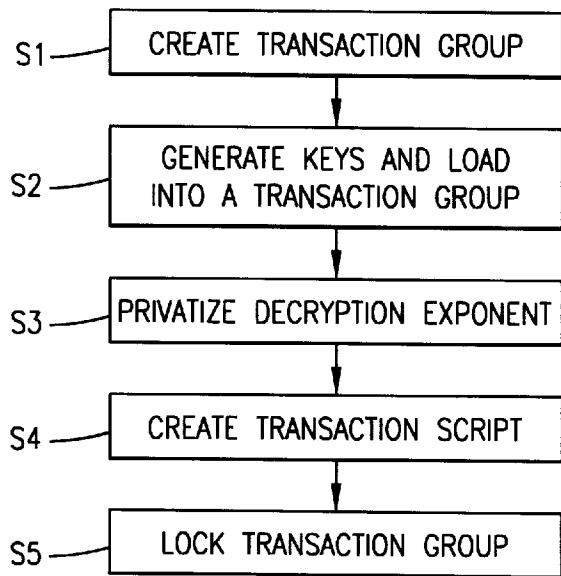 S1 CREATE TRANSACTION GROUP
S2 GENERATE KEYS AND LOAD
INTO A TRANSACTION GROUP
S3 PRIVATIZE DECRYPTION EXPONENT
S4 CREATE TRANSACTION SCRIPT
S5 LOCK TRANSACTION GROUP